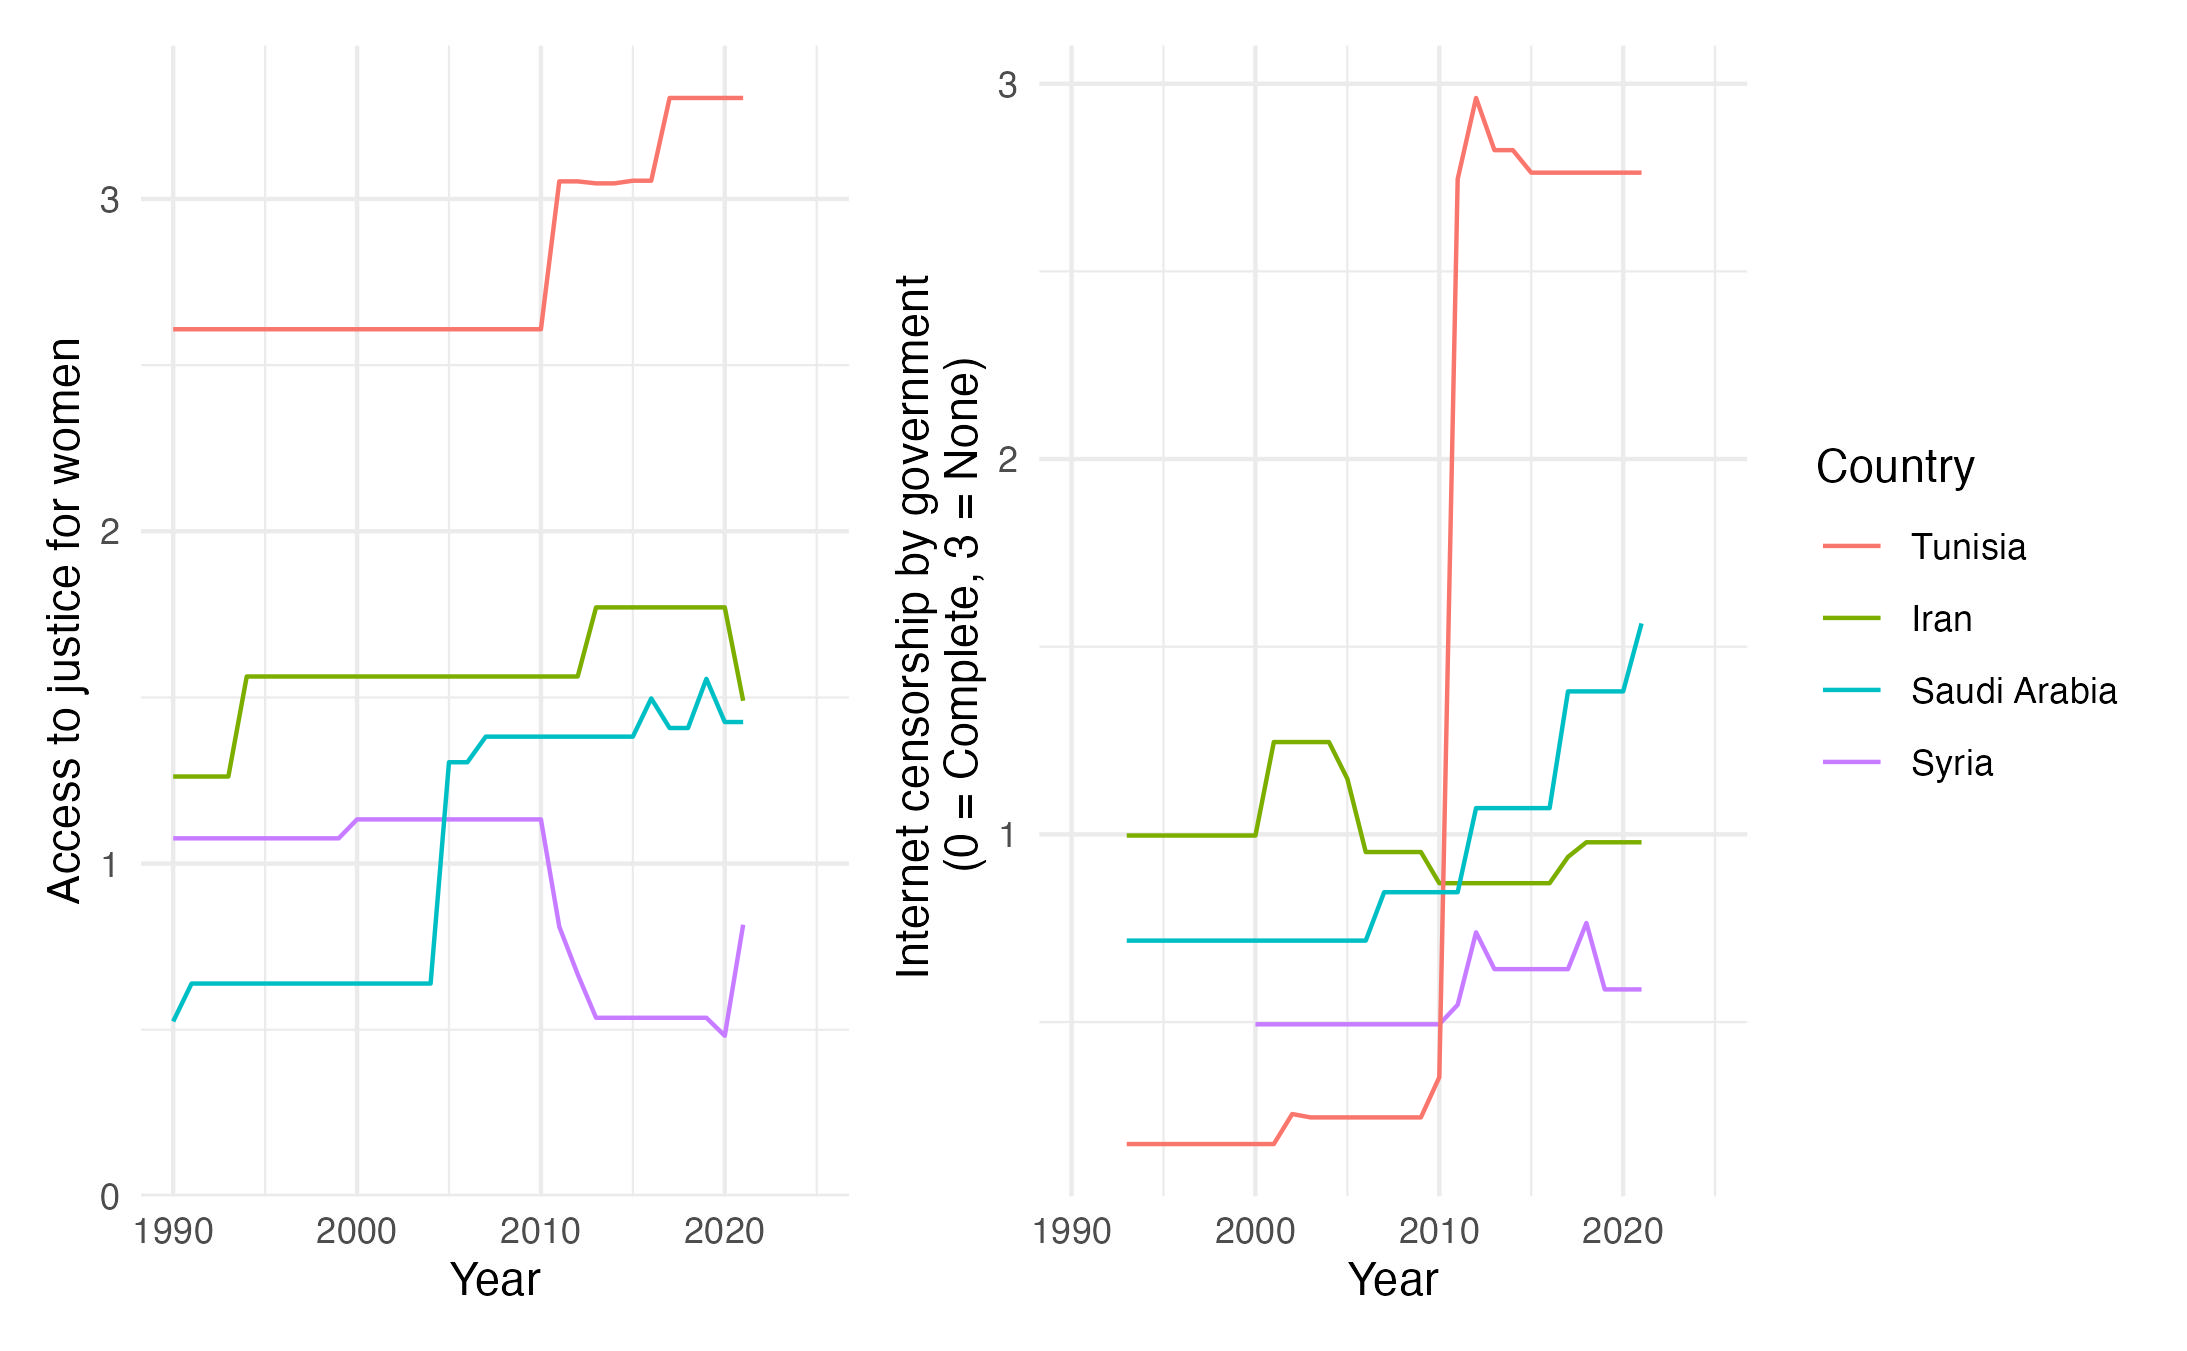 Access to justice for women
3
2
1
0
1990 2000 2010 2020
Year
Internet censorship by government
(0 = Complete, 3 = None)
3
2
1
1990 2000 2010 2020
Year
Country
Tunisia
Iran
Saudi Arabia
Syria